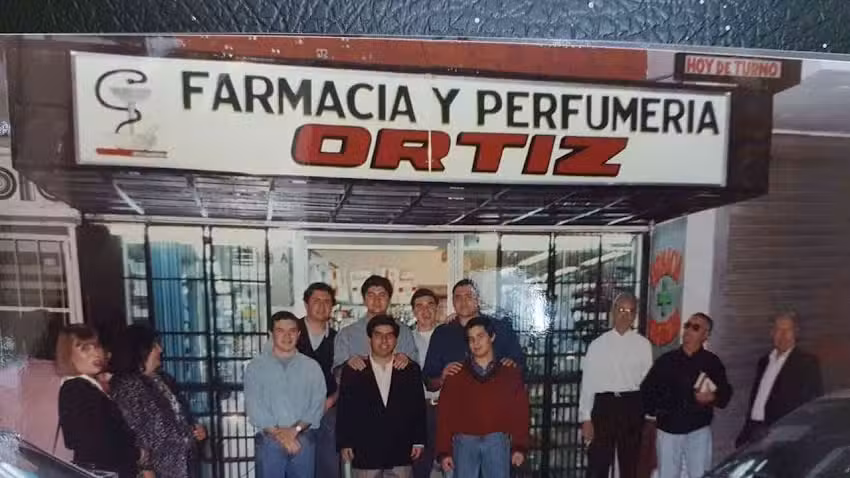 HOY DE TURNO
FARMACIA Y PERFUMERIA
ORTIZ